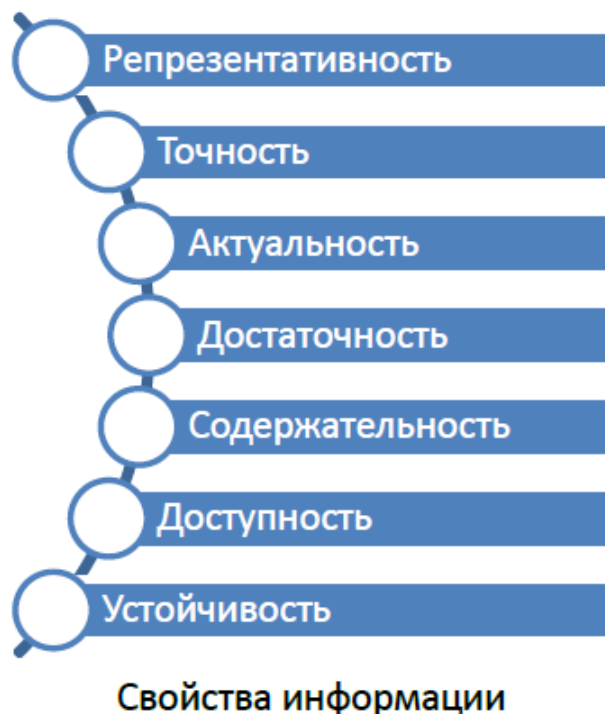 Репрезентативность
Точность
Актуальность
Достаточность
Содержательность
Доступность
Устойчивость
Свойства информации